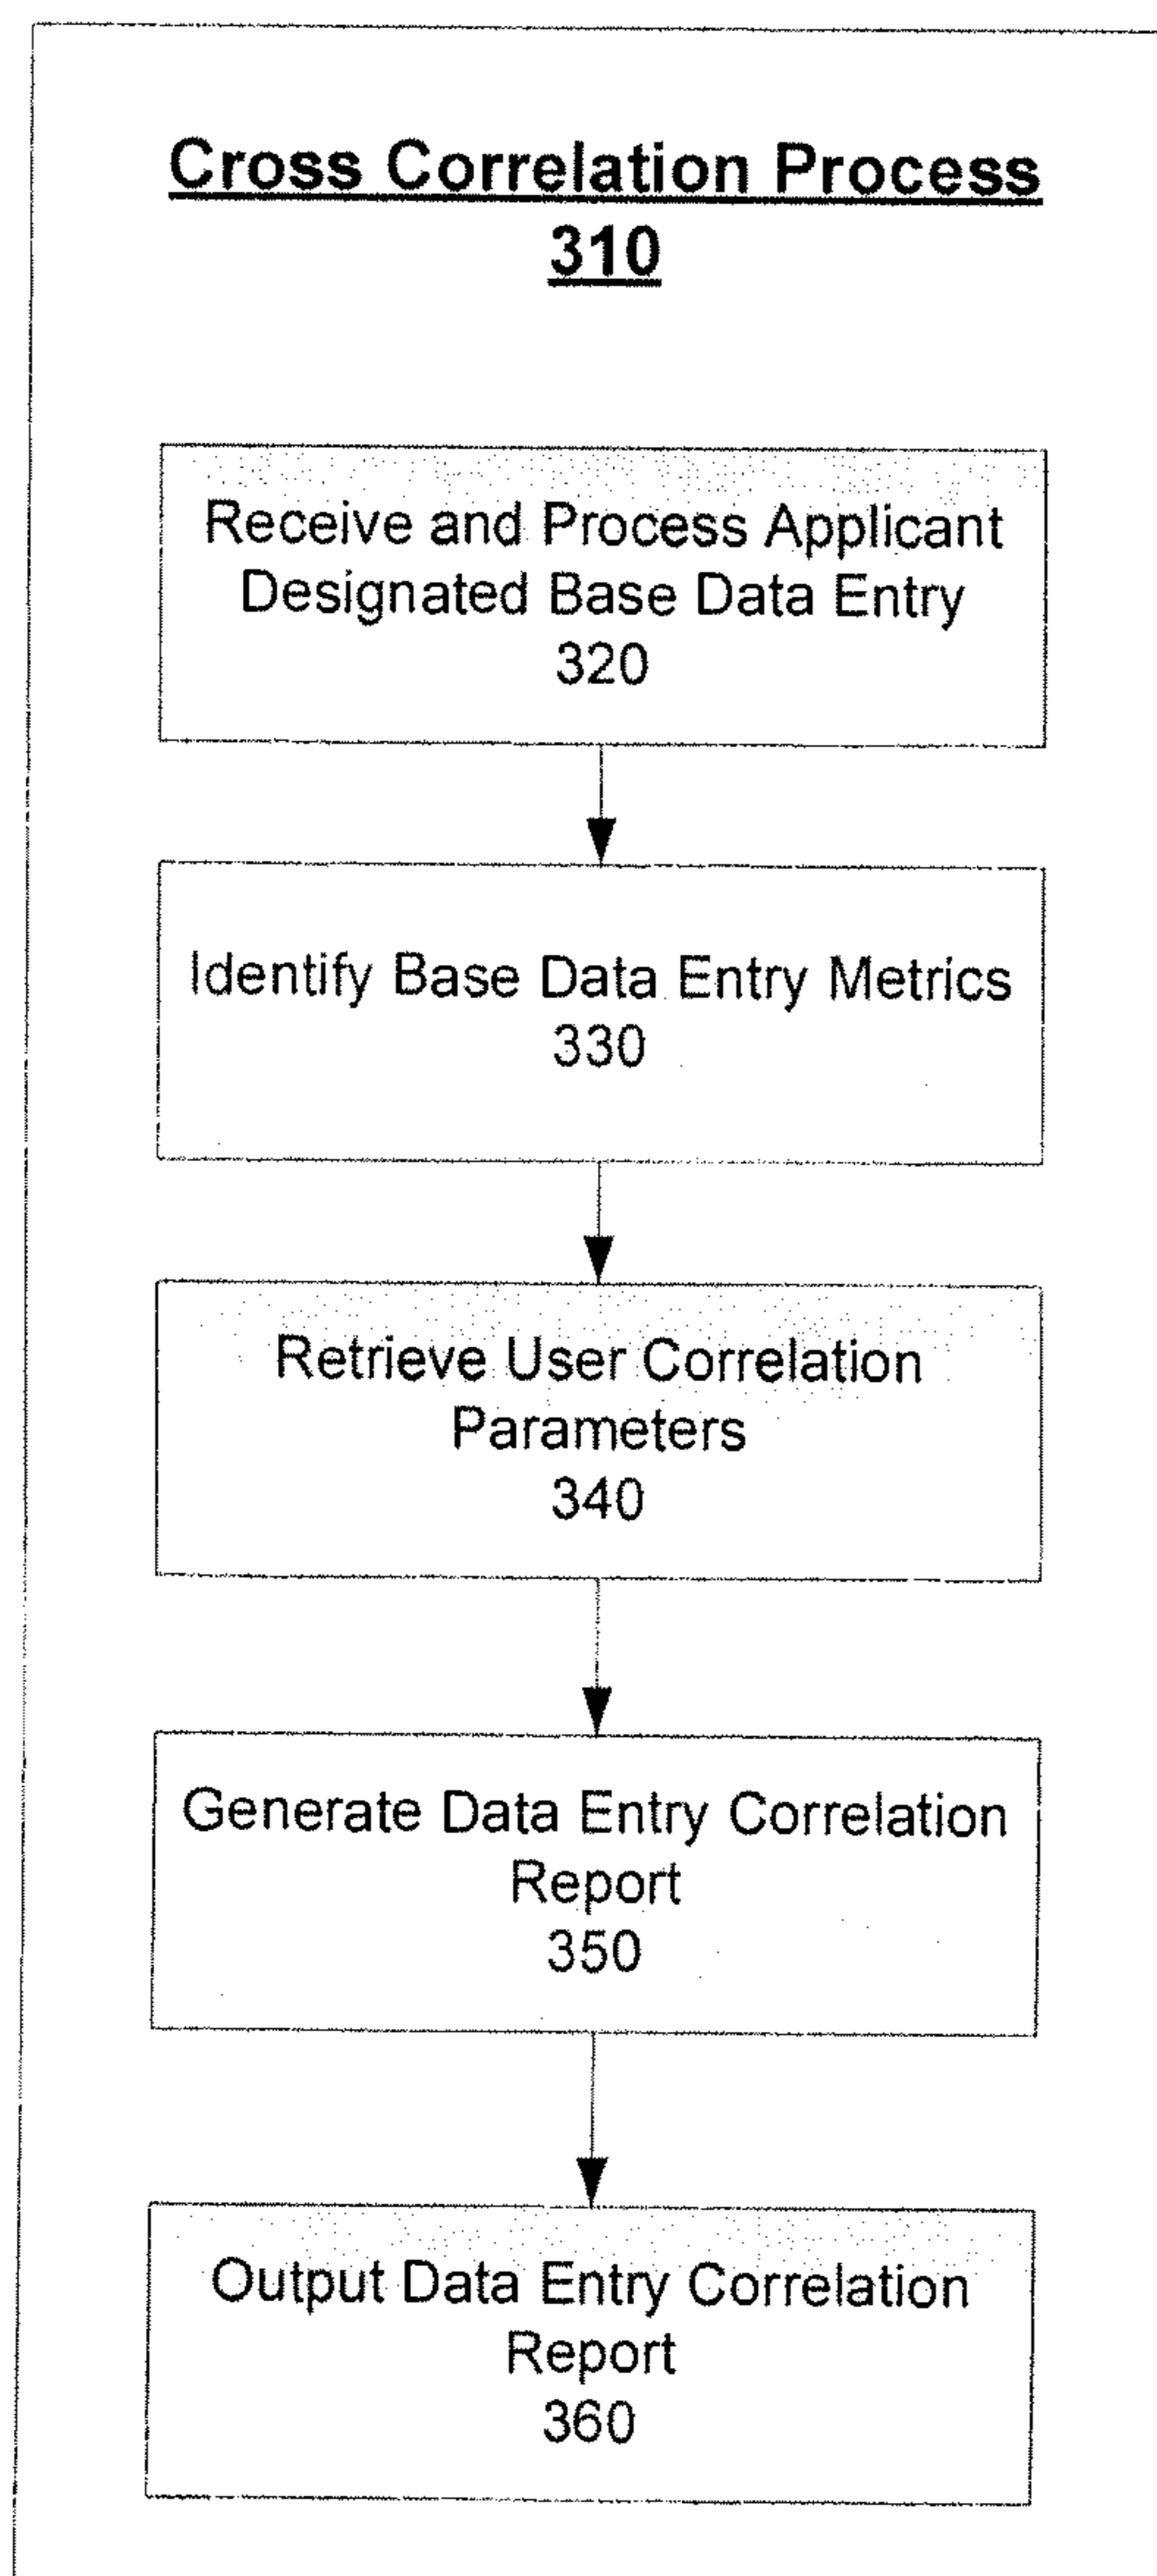 Cross Correlation Process
310
Receive and Process Applicant
Designated Base Data Entry
320
Identify Base Data Entry Metrics
330
Retrieve User Correlation
Parameters
340
Generate Data Entry Correlation
Report
350
Output Data Entry Correlation
Report
360